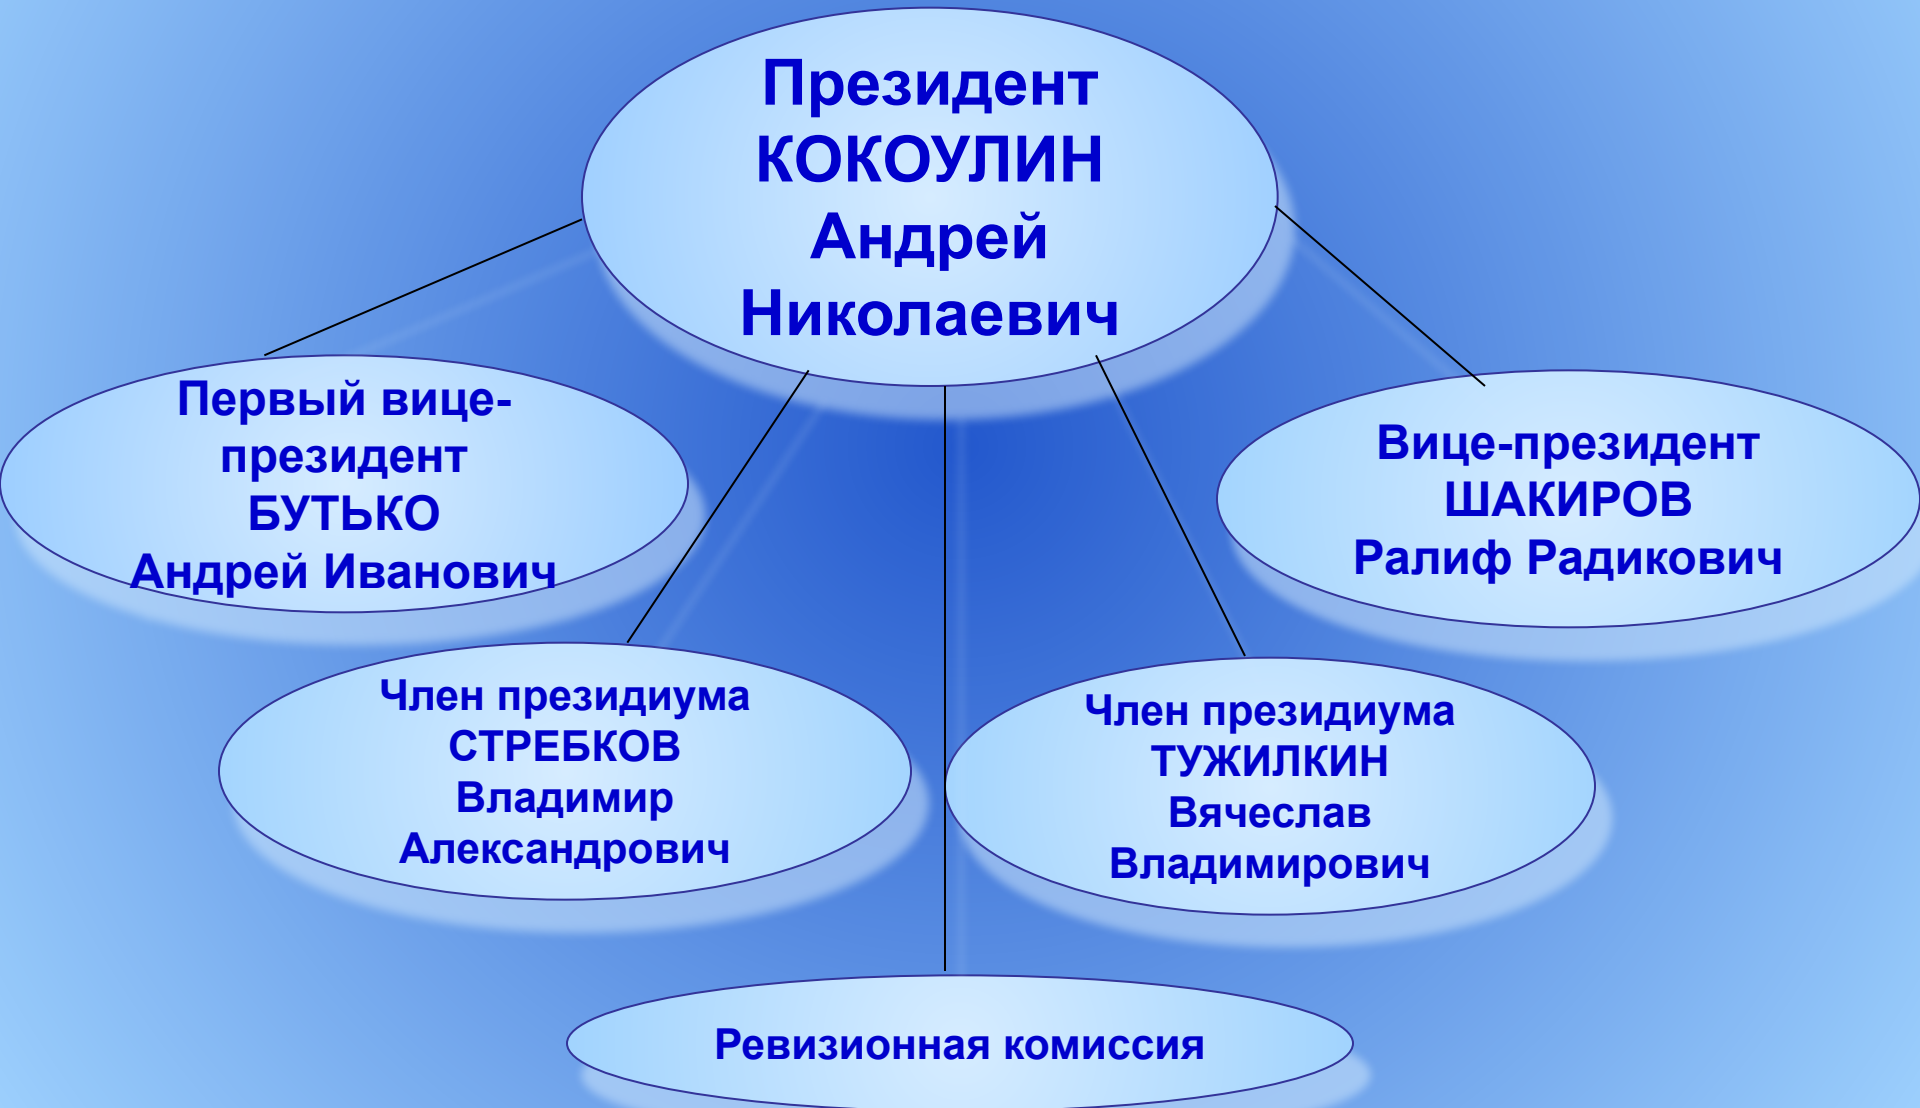 Президент
КОКОУЛИН
Андрей
Николаевич
Первый вице-
президент
БУТЬКО
Андрей Иванович
Вице-президент
ШАКИРОВ
Ралиф Радикович
Член президиума
СТРЕБКОВ
Владимир
Александрович
Член президиума
ТУЖИЛКИН
Вячеслав
Владимирович
Ревизионная комиссия